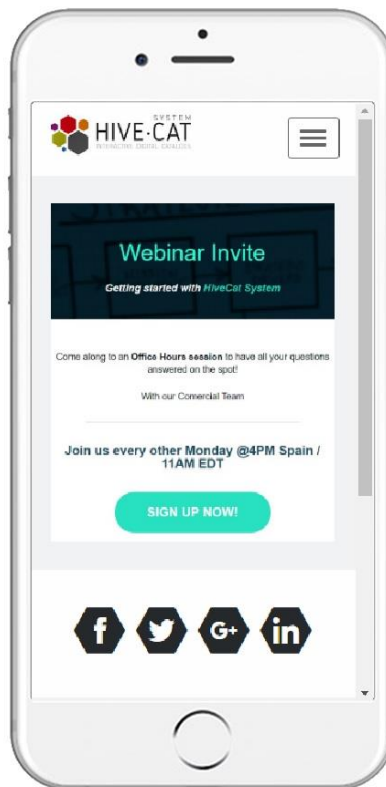 SYSTEM
HIVE·CAT
INTERACTIVE DIGITAL CATALOGS
Webinar Invite
Getting started with HiveCat System
Come along to an Office Hours session to have all your questions
answered on the spot!
With our Comercial Team
Join us every other Monday @4PM Spain /
11AM EDT
SIGN UP NOW!
f
G+
in